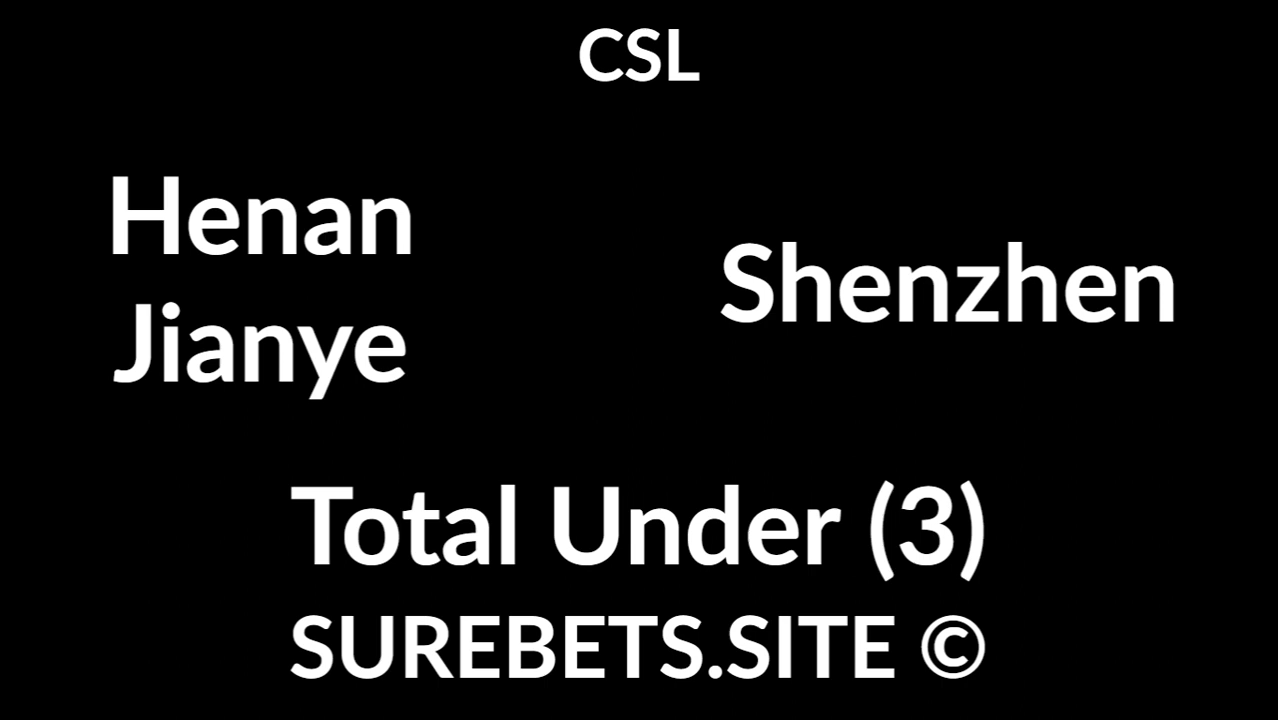 CSL
Henan
Jianye
Shenzhen
Total Under (3)
SUREBETS.SITE ©